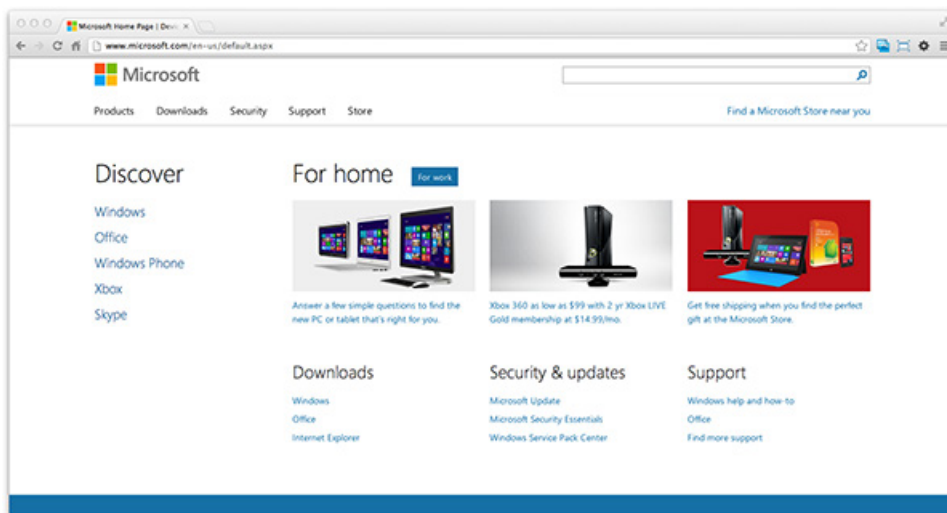 Microsoft Home Page | Devi
www.microsoft.com/en-us/default.aspx
Microsoft
Products Downloads Security Support Store
Find a Microsoft Store near you
Discover
Windows
Office
Windows Phone
Xbox
Skype
For home
For work
Answer a few simple questions to find the
new PC or tablet that's right for you.
Xbox 360 as low as $99 with 2 yr Xbox LIVE
Gold membership at $14.99/mo.
Get free shipping when you find the perfect
gift at the Microsoft Store.
Downloads
Windows
Office
Internet Explorer
Security & updates
Microsoft Update
Microsoft Security Essentials
Windows Service Pack Center
Support
Windows help and how-to
Office
Find more support